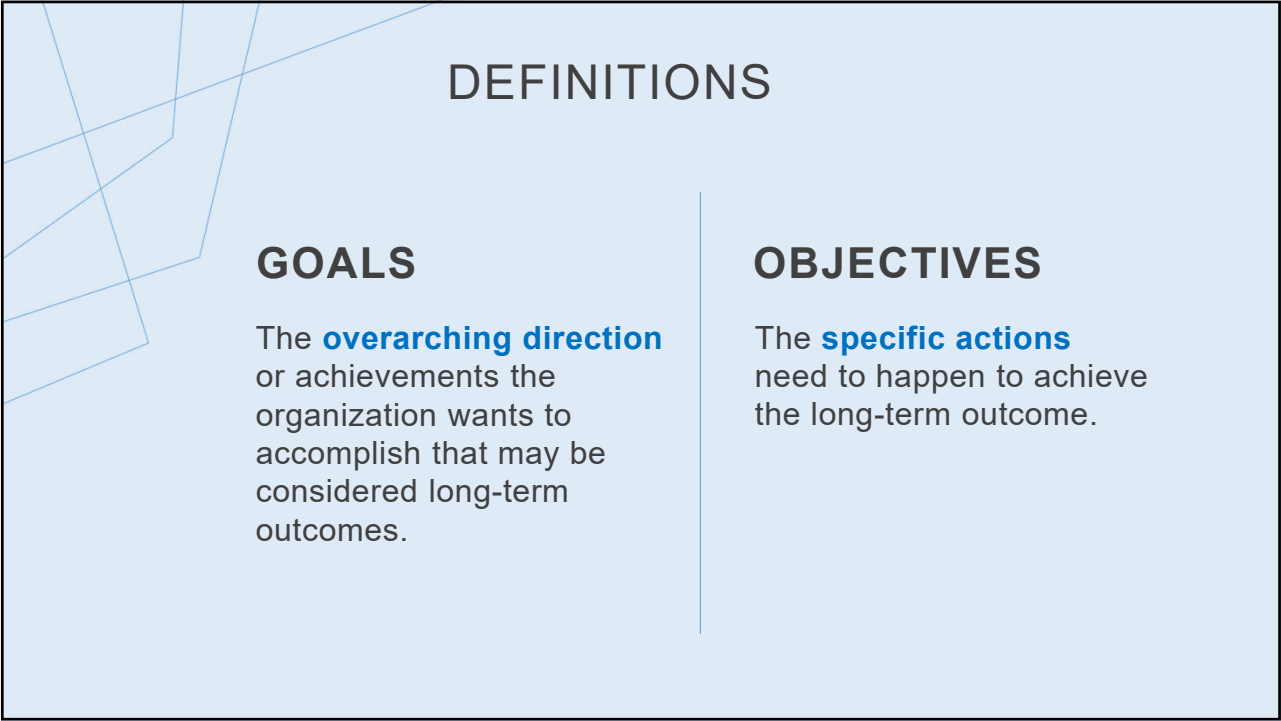 DEFINITIONS
GOALS
The overarching direction
or achievements the
organization wants to
accomplish that may be
considered long-term
outcomes.
OBJECTIVES
The specific actions
need to happen to achieve
the long-term outcome.